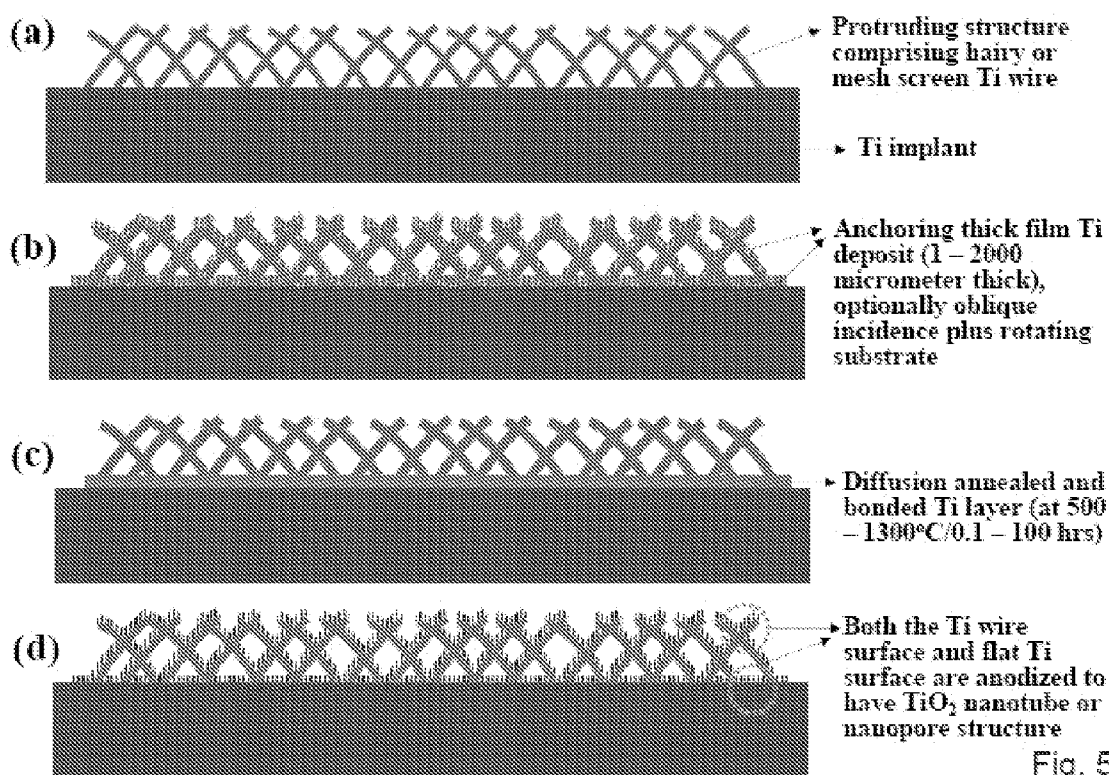 (a)
Protruding structure
comprising hairy or
mesh screen Ti wire
Ti implant
(b)
Anchoring thick film Ti
deposit (1 – 2000
micrometer thick),
optionally oblique
incidence plus rotating
substrate
(c)
Diffusion annealed and
bonded Ti layer (at 500
– 1300°C/0.1 – 100 hrs)
(d)
Both the Ti wire
surface and flat Ti
surface are anodized to
have TiO₂ nanotube or
nanopore structure
Fig. 5